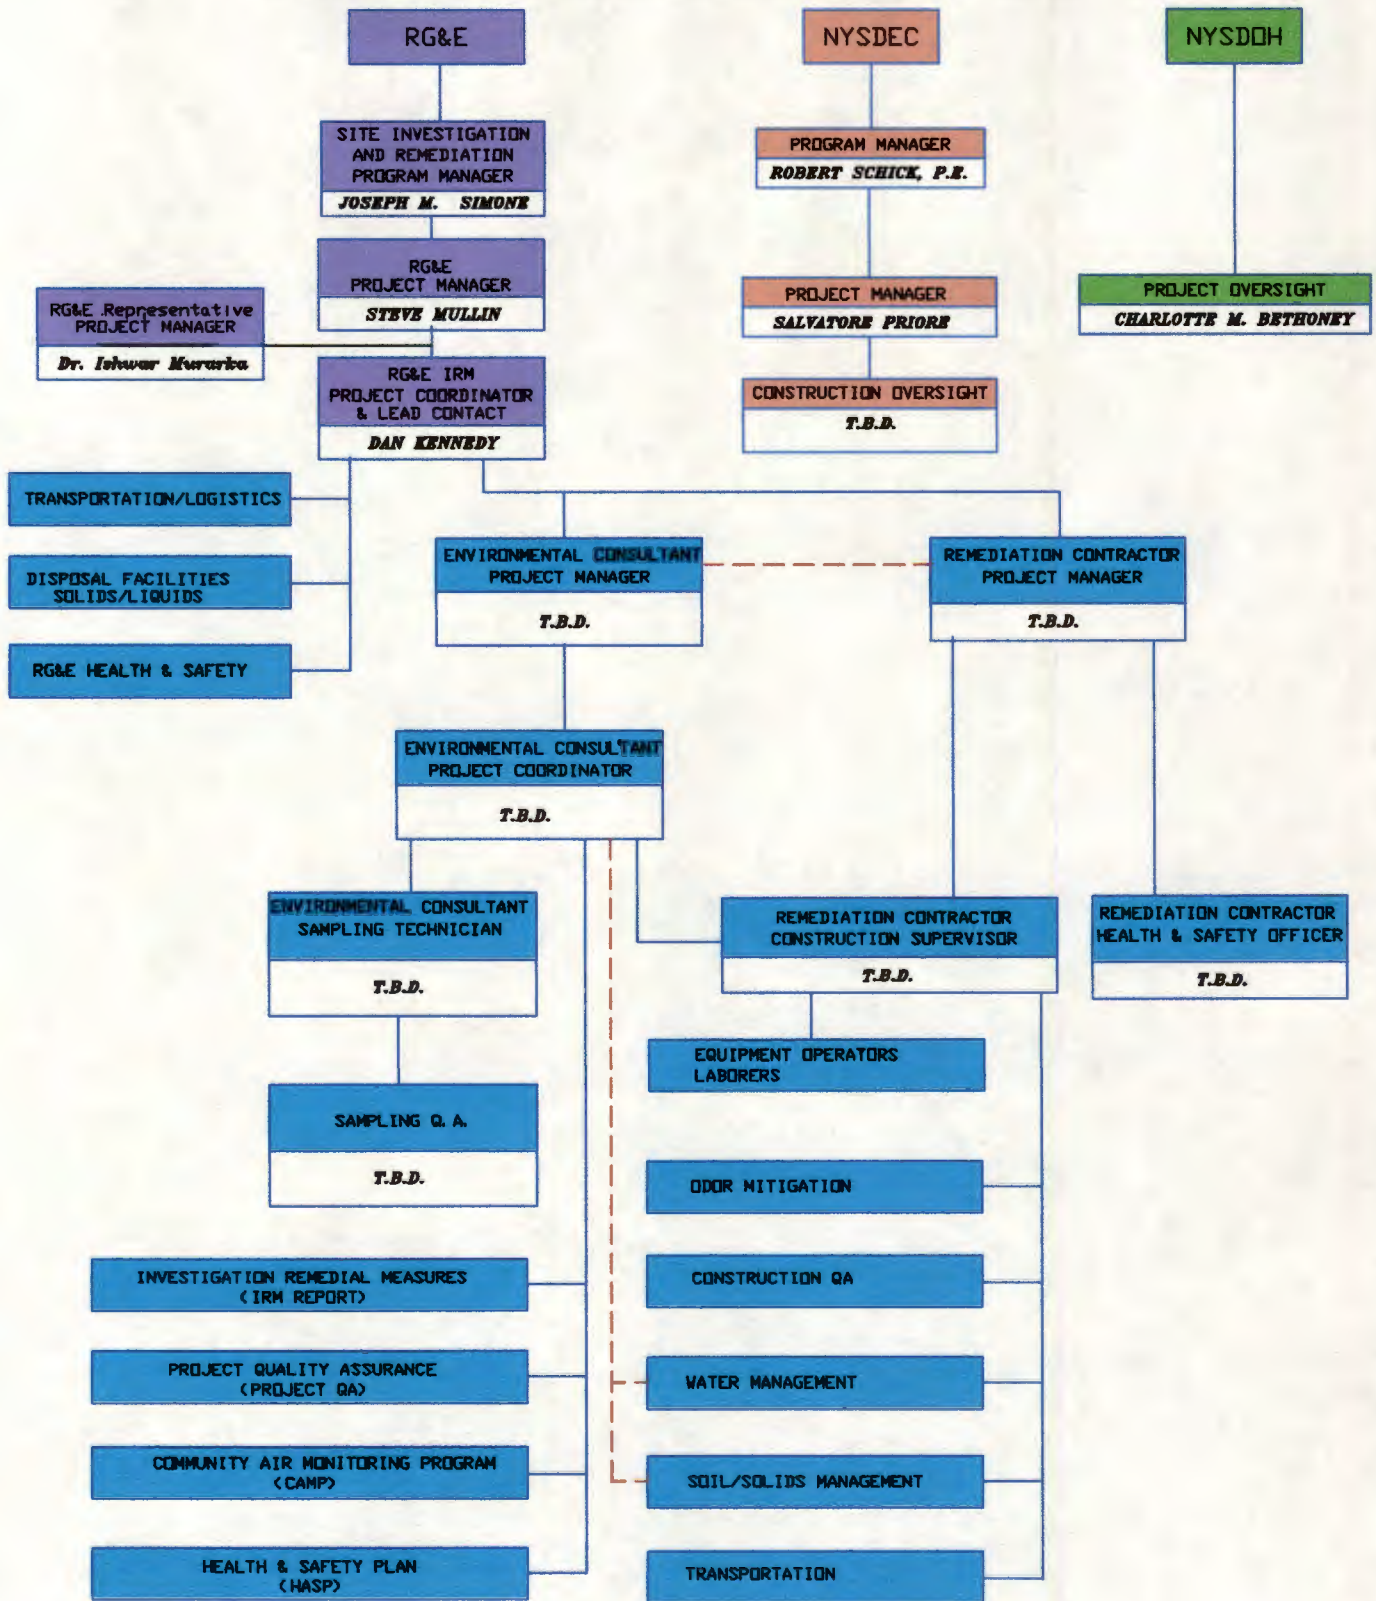 RG&E
NYSDEC
NYSDOH
SITE INVESTIGATION
AND REMEDIATION
PROGRAM MANAGER
JOSEPH M. SIMONE
PROGRAM MANAGER
ROBERT SCHICK, P.E.
RG&E
PROJECT MANAGER
STEVE MULLIN
RG&E Representative
PROJECT MANAGER
Dr. Ishwar Murarka
PROJECT MANAGER
SALVATORE PRIORE
PROJECT OVERSIGHT
CHARLOTTE M. BETHONEY
RG&E IRM
PROJECT COORDINATOR
& LEAD CONTACT
DAN KENNEDY
CONSTRUCTION OVERSIGHT
T.B.D.
TRANSPORTATION/LOGISTICS
DISPOSAL FACILITIES
SOLIDS/LIQUIDS
RG&E HEALTH & SAFETY
ENVIRONMENTAL CONSULTANT
PROJECT MANAGER
T.B.D.
REMEDIATION CONTRACTOR
PROJECT MANAGER
T.B.D.
ENVIRONMENTAL CONSULTANT
PROJECT COORDINATOR
T.B.D.
ENVIRONMENTAL CONSULTANT
SAMPLING TECHNICIAN
T.B.D.
REMEDIATION CONTRACTOR
CONSTRUCTION SUPERVISOR
T.B.D.
REMEDIATION CONTRACTOR
HEALTH & SAFETY OFFICER
T.B.D.
EQUIPMENT OPERATORS
LABORERS
SAMPLING Q. A.
T.B.D.
ODOR MITIGATION
INVESTIGATION REMEDIAL MEASURES
(IRM REPORT)
CONSTRUCTION QA
PROJECT QUALITY ASSURANCE
(PROJECT QA)
WATER MANAGEMENT
COMMUNITY AIR MONITORING PROGRAM
(CAMP)
SOIL/SOLIDS MANAGEMENT
HEALTH & SAFETY PLAN
(HASP)
TRANSPORTATION